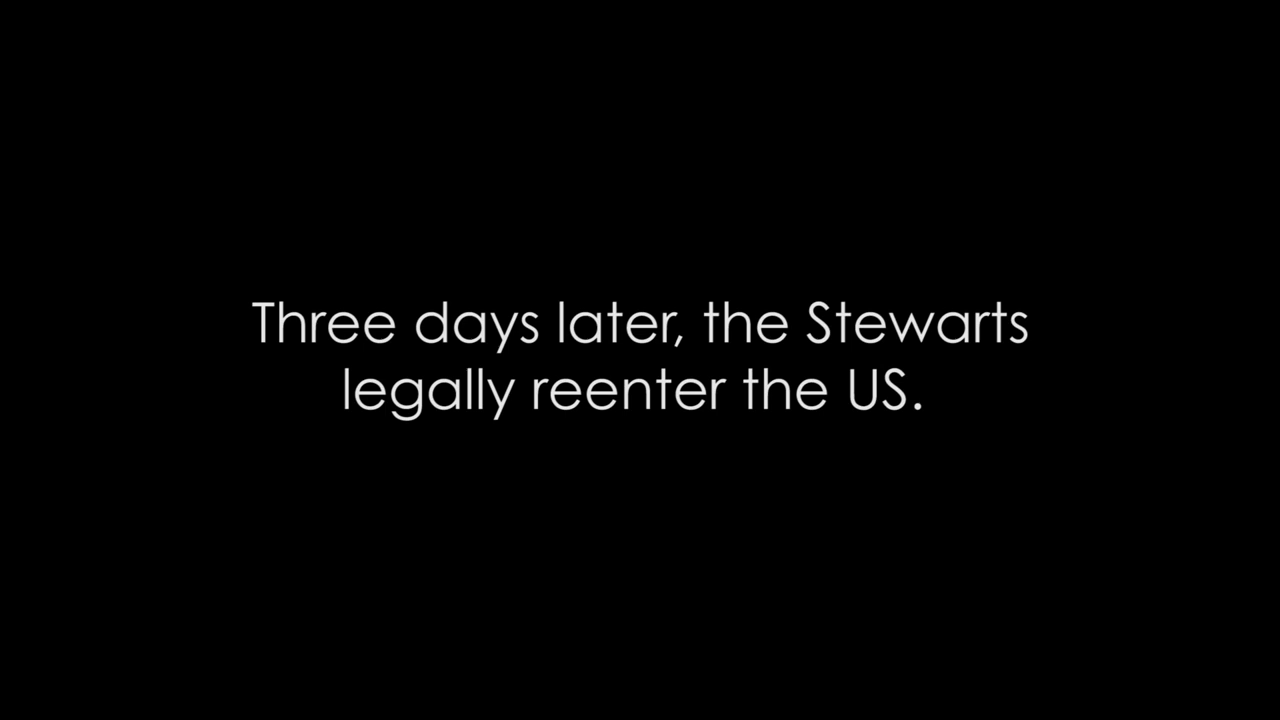 Three days later, the Stewarts
legally reenter the US.